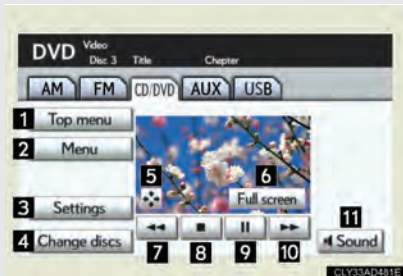 DVD Video
Disc 3 Title Chapter
AM FM CD/DVD AUX USB
1 Top menu
2 Menu
5 6
Full screen
3 Settings
11
4 Change discs
Sound
7 8 9 10
CLY33AD481E